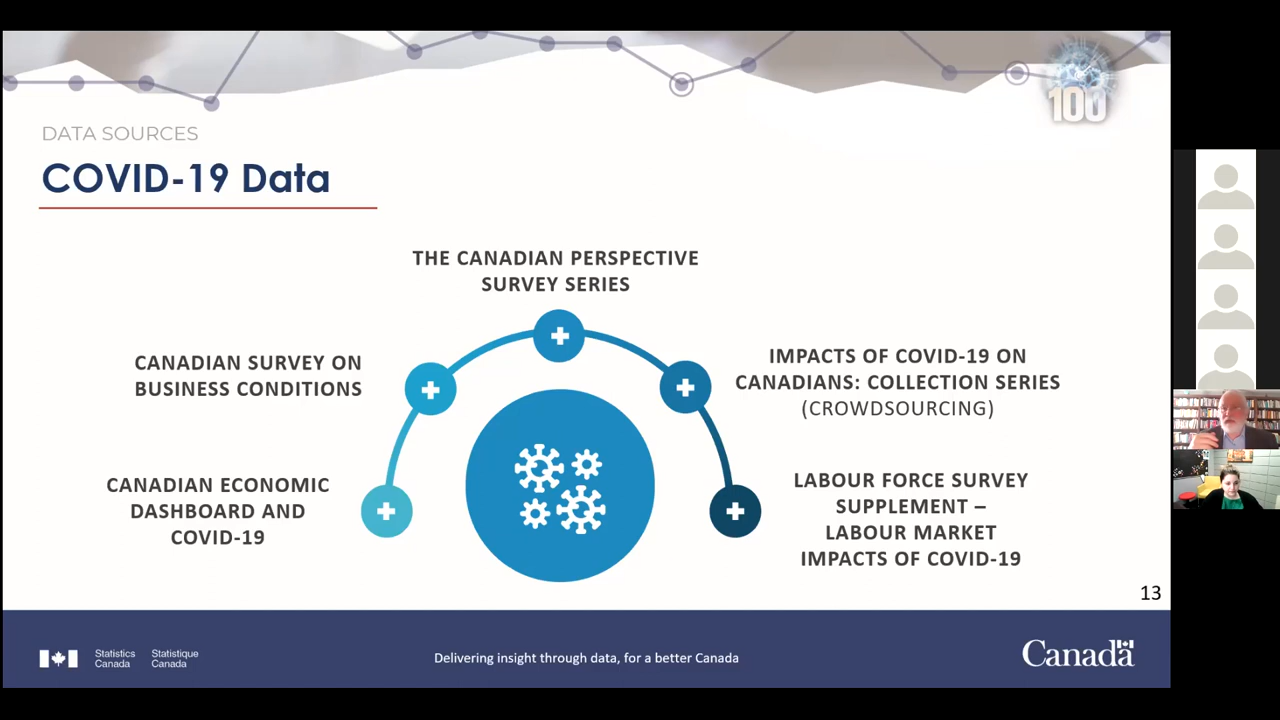 100
DATA SOURCES
COVID-19 Data
THE CANADIAN PERSPECTIVE
SURVEY SERIES
CANADIAN SURVEY ON
BUSINESS CONDITIONS
IMPACTS OF COVID-19 ON
CANADIANS: COLLECTION SERIES
(CROWDSOURCING)
CANADIAN ECONOMIC
DASHBOARD AND
COVID-19
LABOUR FORCE SURVEY
SUPPLEMENT –
LABOUR MARKET
IMPACTS OF COVID-19
13
Statistics Statistique
Canada Canada
Delivering insight through data, for a better Canada
Canada